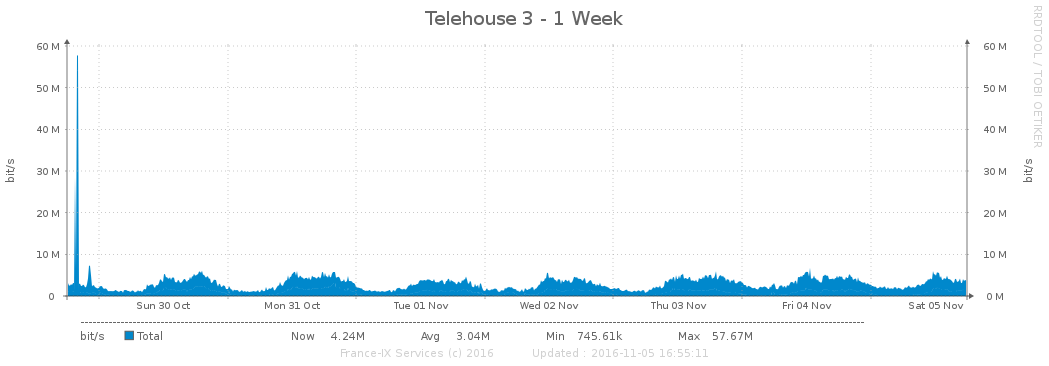 Telehouse 3 - 1 Week
RRDTOOL / TOBI OETIKER
60 M 60 M
50 M 50 M
40 M 40 M
30 M 30 M
20 M 20 M
10 M 10 M
0 0 M
bit/s
bit/s
Sun 30 Oct Mon 31 Oct Tue 01 Nov Wed 02 Nov Thu 03 Nov Fri 04 Nov Sat 05 Nov
bit/s Total Now 4.24M Avg 3.04M Min 745.61k Max 57.67M
France-IX Services (c) 2016 Updated : 2016-11-05 16:55:11